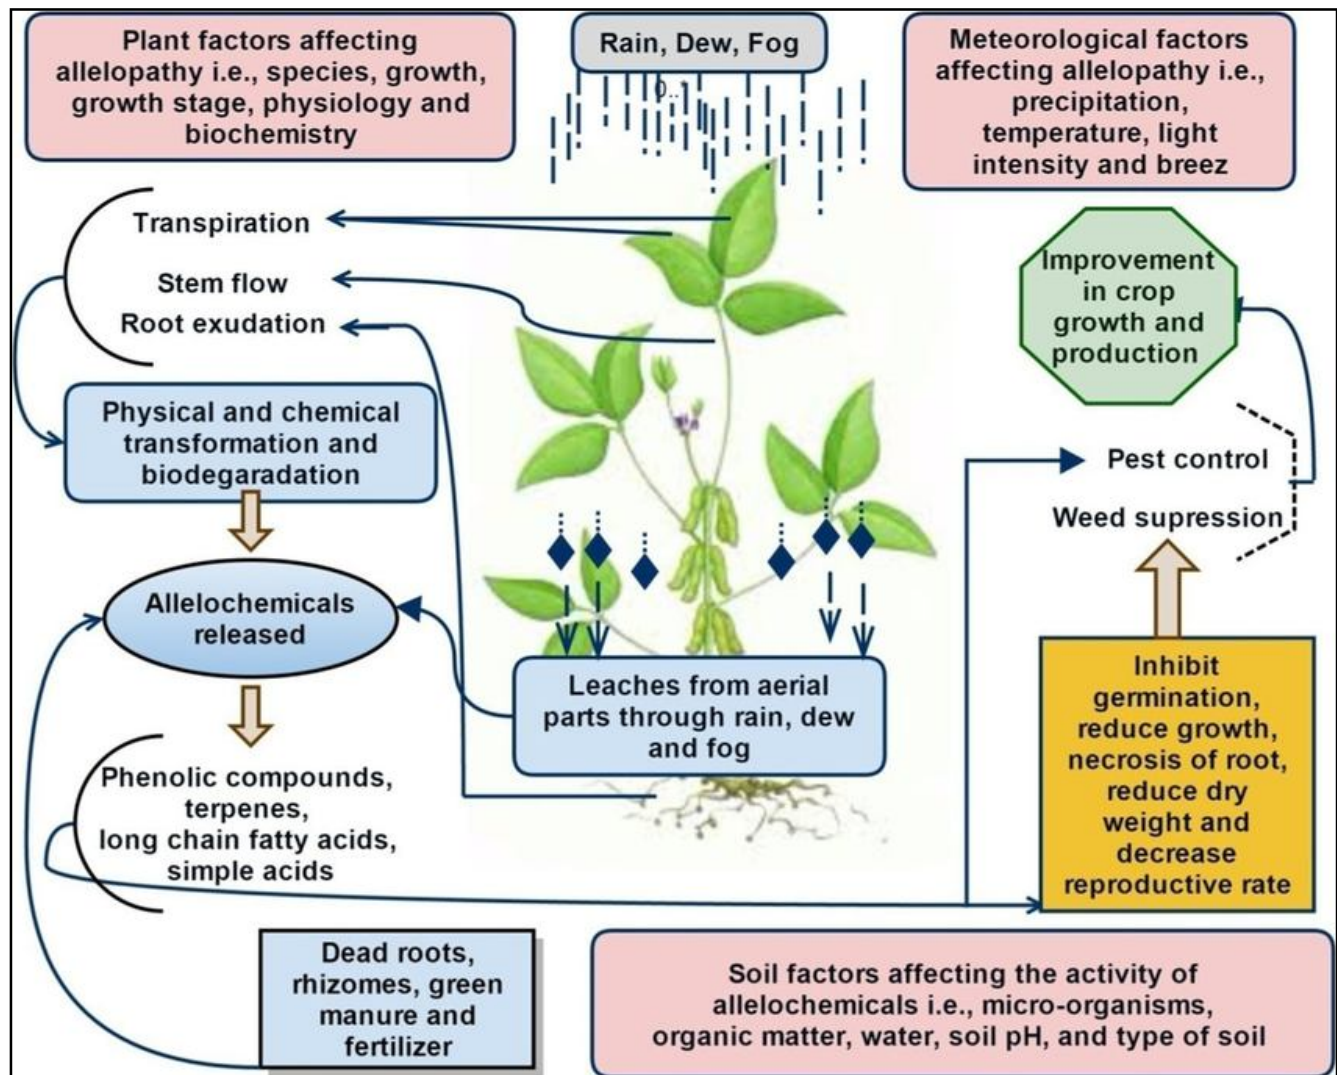 Plant factors affecting
allelopathy i.e., species, growth,
growth stage, physiology and
biochemistry
Rain, Dew, Fog
0..*
Meteorological factors
affecting allelopathy i.e.,
precipitation,
temperature, light
intensity and breez
Transpiration
Stem flow
Root exudation
Improvement
in crop
growth and
production
Physical and chemical
transformation and
biodegaradation
Pest control
Weed supression
Allelochemicals
released
Leaches from aerial
parts through rain, dew
and fog
Inhibit
germination,
reduce growth,
necrosis of root,
reduce dry
weight and
decrease
reproductive rate
Phenolic compounds,
terpenes,
long chain fatty acids,
simple acids
Dead roots,
rhizomes, green
manure and
fertilizer
Soil factors affecting the activity of
allelochemicals i.e., micro-organisms,
organic matter, water, soil pH, and type of soil